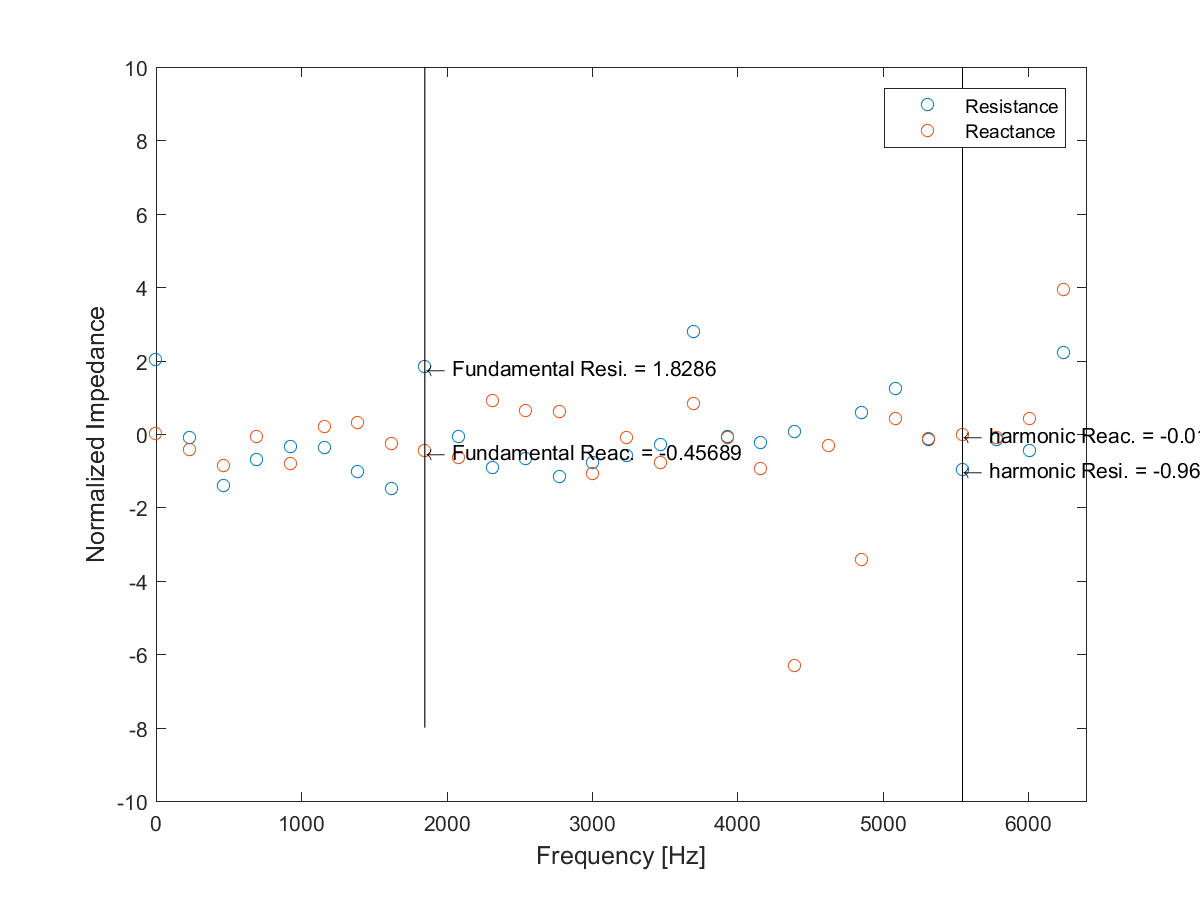 10
8
6
4
2
0
-2
-4
-6
-8
-10
Normalized Impedance
Resistance
Reactance
Fundamental Resi. = 1.8286
Fundamental Reac. = -0.45689
harmonic Reac. = -0.01
harmonic Resi. = -0.96
0 1000 2000 3000 4000 5000 6000
Frequency [Hz]